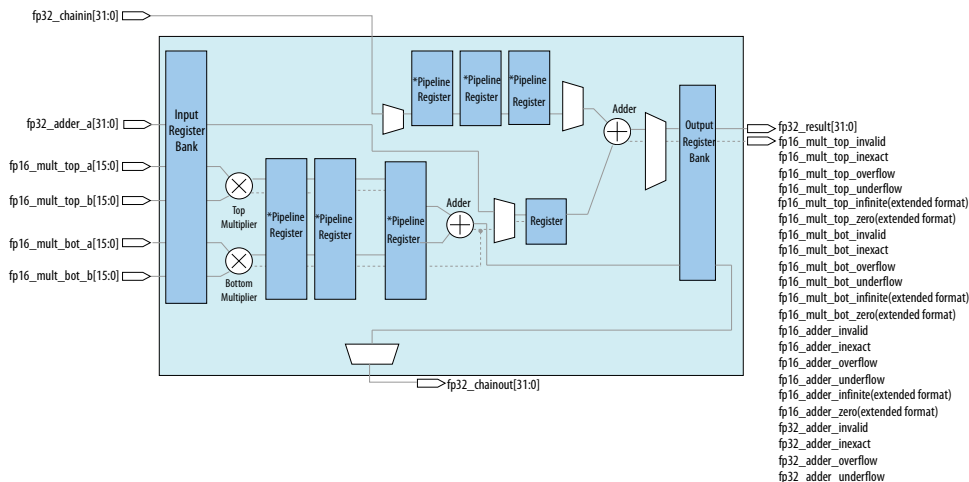 fp32_chainin[31:0]
*Pipeline
Register
*Pipeline
Register
*Pipeline
Register
Input
Register
Bank
Adder
Output
Register
Bank
fp32_adder_a[31:0]
fp16_mult_top_a[15:0]
fp16_mult_top_b[15:0]
Top
Multiplier
*Pipeline
Register
*Pipeline
Register
*Pipeline
Register
Adder
Register
fp16_mult_bot_a[15:0]
fp16_mult_bot_b[15:0]
Bottom
Multiplier
fp32_chainout[31:0]
fp32_result[31:0]
fp16_mult_top_invalid
fp16_mult_top_inexact
fp16_mult_top_overflow
fp16_mult_top_underflow
fp16_mult_top_infinite(extended format)
fp16_mult_top_zero(extended format)
fp16_mult_bot_invalid
fp16_mult_bot_inexact
fp16_mult_bot_overflow
fp16_mult_bot_underflow
fp16_mult_bot_infinite(extended format)
fp16_mult_bot_zero(extended format)
fp16_adder_invalid
fp16_adder_inexact
fp16_adder_overflow
fp16_adder_underflow
fp16_adder_infinite(extended format)
fp16_adder_zero(extended format)
fp32_adder_invalid
fp32_adder_inexact
fp32_adder_overflow
fp32_adder_underflow